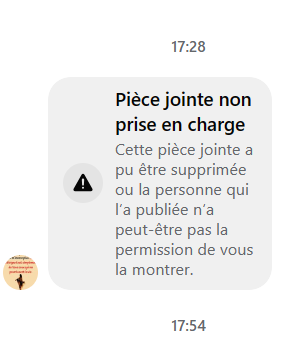 17:28
Pièce jointe non
prise en charge
Cette pièce jointe a
pu être supprimée
ou la personne qui
l'a publiée n'a
peut-être pas la
permission de vous
la montrer.
17:54